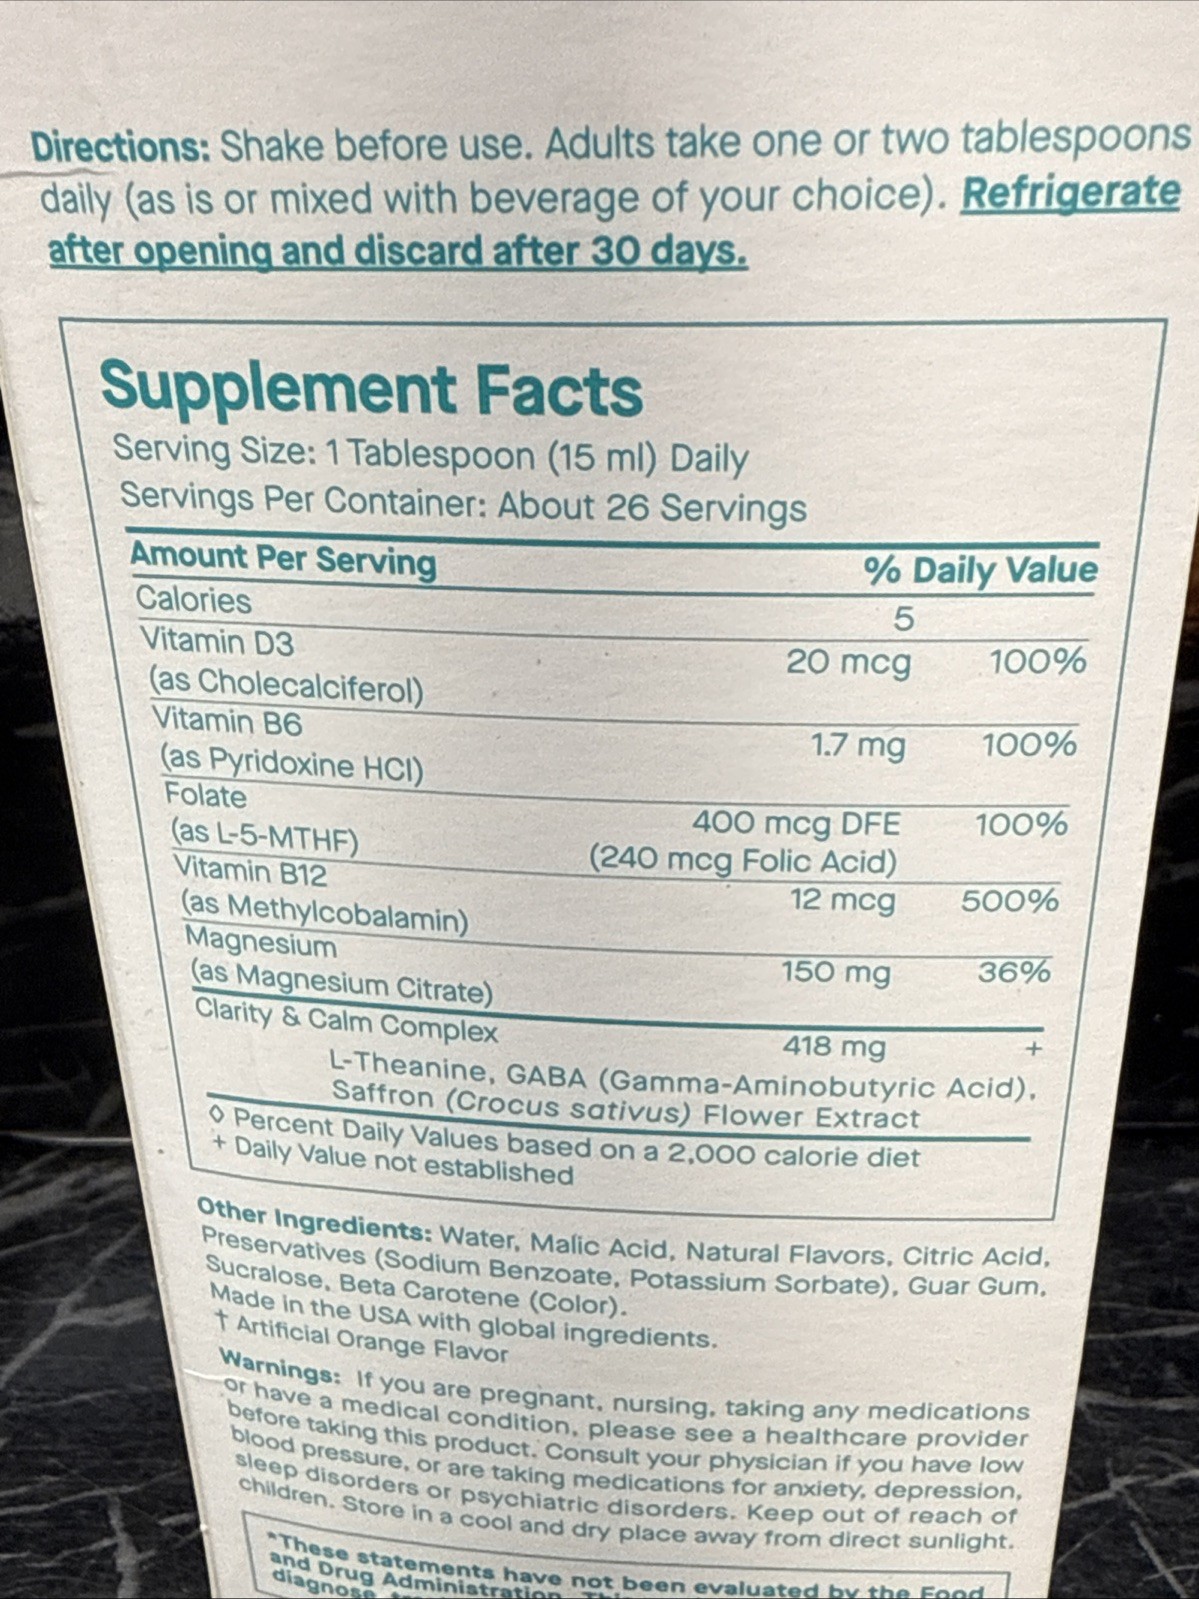 Directions: Shake before use. Adults take one or two tablespoons
daily (as is or mixed with beverage of your choice). Refrigerate
after opening and discard after 30 days.
Supplement Facts
Serving Size: 1 Tablespoon (15 ml) Daily
Servings Per Container: About 26 Servings
Amount Per Serving % Daily Value
Calories 5
Vitamin D3 20 mcg 100%
(as Cholecalciferol)
Vitamin B6 1.7 mg 100%
(as Pyridoxine HCl)
Folate 400 mcg DFE 100%
(as L-5-MTHF) (240 mcg Folic Acid)
Vitamin B12 12 mcg 500%
(as Methylcobalamin)
Magnesium 150 mg 36%
(as Magnesium Citrate)
Clarity & Calm Complex 418 mg +
L-Theanine, GABA (Gamma-Aminobutyric Acid),
Saffron (Crocus sativus) Flower Extract
◊ Percent Daily Values based on a 2,000 calorie diet
+ Daily Value not established
Other Ingredients: Water, Malic Acid, Natural Flavors, Citric Acid,
Preservatives (Sodium Benzoate, Potassium Sorbate), Guar Gum,
Sucralose, Beta Carotene (Color).
Made in the USA with global ingredients.
† Artificial Orange Flavor
Warnings: If you are pregnant, nursing, taking any medications
or have a medical condition, please see a healthcare provider
before taking this product. Consult your physician if you have low
blood pressure, or are taking medications for anxiety, depression,
sleep disorders or psychiatric disorders. Keep out of reach of
children. Store in a cool and dry place away from direct sunlight.
*These statements have not been evaluated by the Food
and Drug Administration.
diagnose